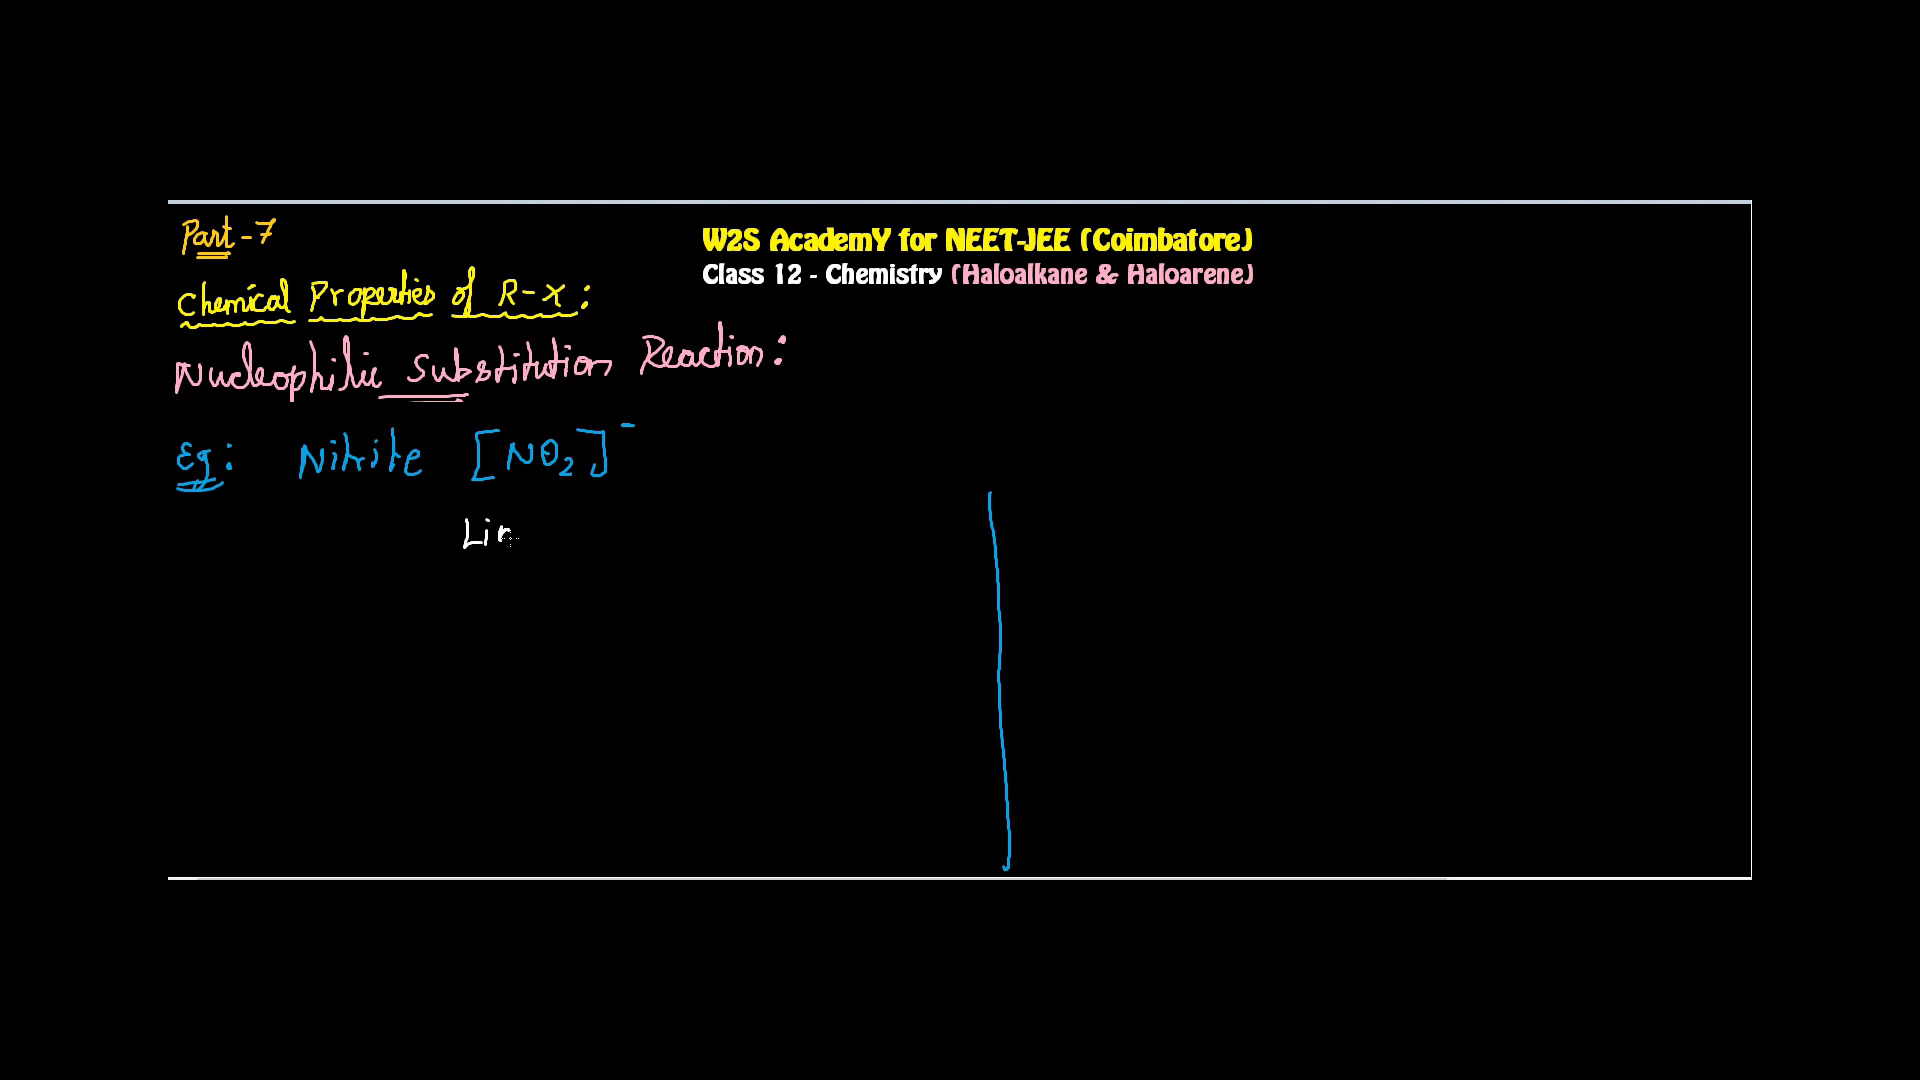 Part-7
W2S AcademY for NEET-JEE (Coimbatore)
Class 12 - Chemistry (Haloalkane & Haloarene)
Chemical Properties of R-X:
Nucleophilic Substitution Reaction:
Eg: Nitrite [NO₂]⁻
Lin